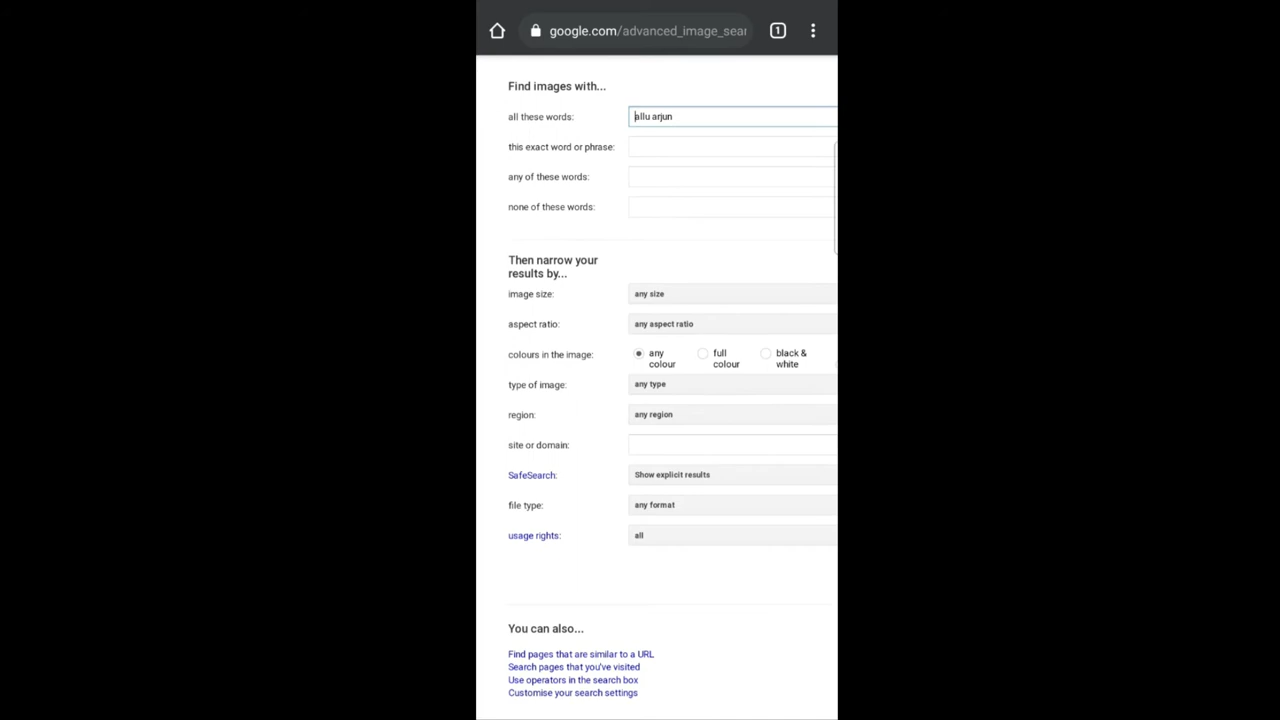 google.com/advanced_image_sear
1
Find images with...
all these words:
allu arjun
this exact word or phrase:
any of these words:
none of these words:
Then narrow your
results by...
image size:
any size
aspect ratio:
any aspect ratio
colours in the image:
any
colour
full
colour
black &
white
type of image:
any type
region:
any region
site or domain:
SafeSearch:
Show explicit results
file type:
any format
usage rights:
all
You can also...
Find pages that are similar to a URL
Search pages that you've visited
Use operators in the search box
Customise your search settings